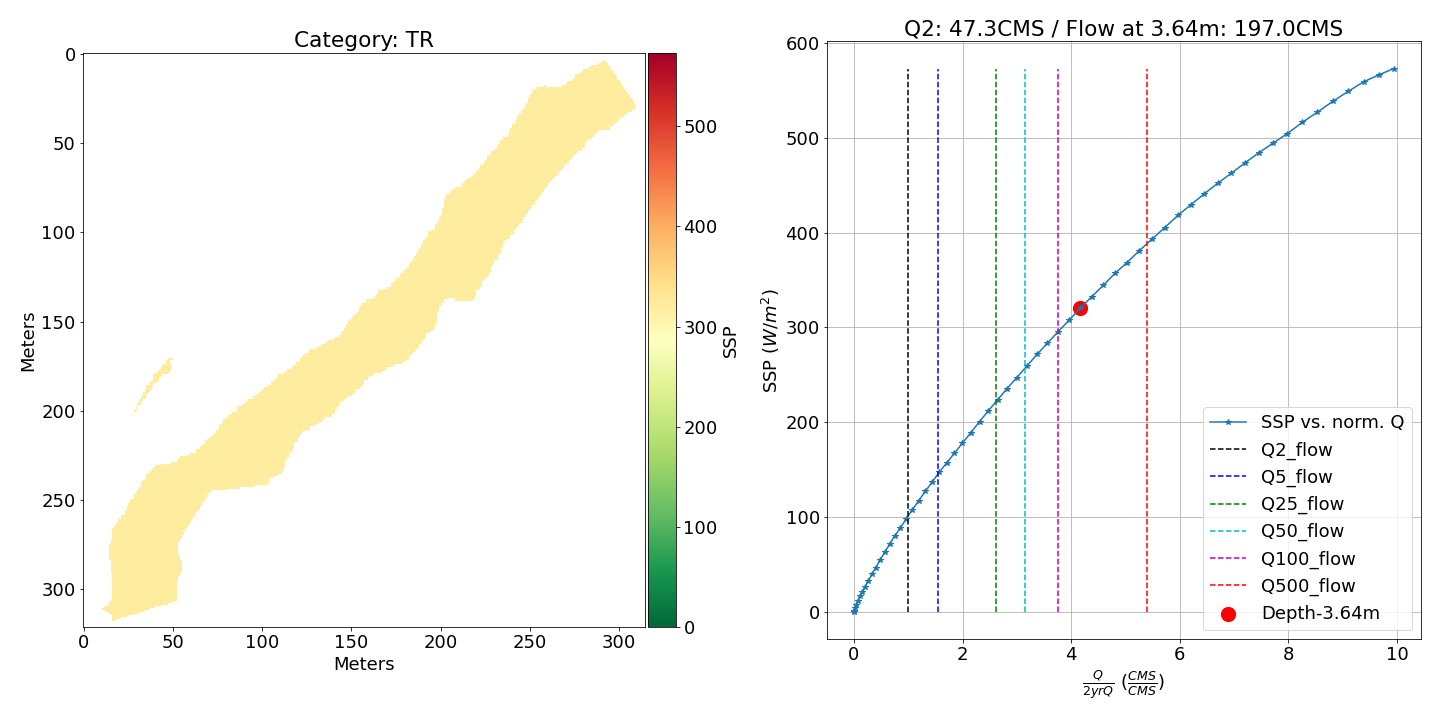 Category: TR
0
50
100
150
200
250
300
Meters
0
50
100
150
200
250
300
Meters
500
400
300
200
100
0
SSP
Q2: 47.3CMS / Flow at 3.64m: 197.0CMS
600
500
400
300
200
100
0
SSP (W/m²)
0
2
4
6
8
10
Q/2yrQ (CMS/CMS)
SSP vs. norm. Q
Q2_flow
Q5_flow
Q25_flow
Q50_flow
Q100_flow
Q500_flow
Depth-3.64m